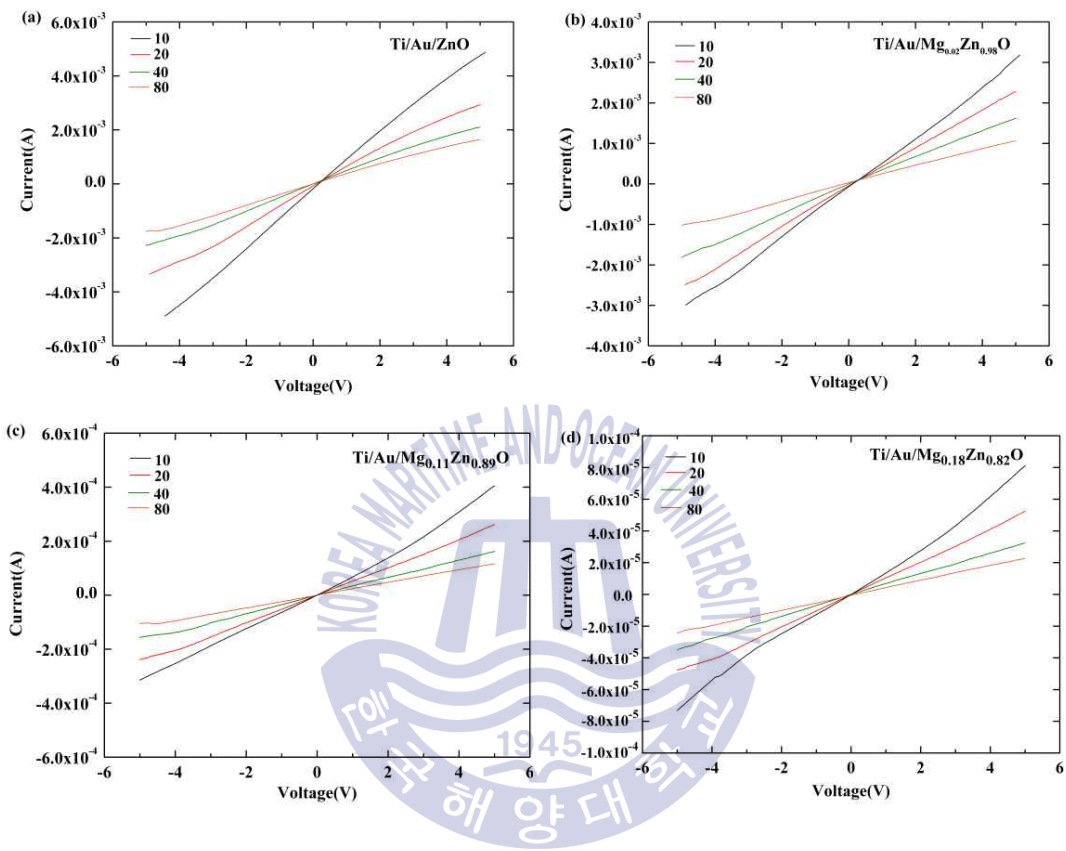 (a)
6.0x10⁻³
4.0x10⁻³
2.0x10⁻³
0.0
-2.0x10⁻³
-4.0x10⁻³
-6.0x10⁻³
Current(A)
10
20
40
80
Ti/Au/ZnO
-6 -4 -2 0 2 4 6
Voltage(V)
(b)
4.0x10⁻³
3.0x10⁻³
2.0x10⁻³
1.0x10⁻³
0.0
-1.0x10⁻³
-2.0x10⁻³
-3.0x10⁻³
-4.0x10⁻³
Current(A)
10
20
40
80
Ti/Au/Mg₀.₀₂Zn₀.₉₈O
-6 -4 -2 0 2 4 6
Voltage(V)
(c)
6.0x10⁻⁴
4.0x10⁻⁴
2.0x10⁻⁴
0.0
-2.0x10⁻⁴
-4.0x10⁻⁴
-6.0x10⁻⁴
Current(A)
10
20
40
80
Ti/Au/Mg₀.₁₁Zn₀.₈₉O
-6 -4 -2 0 2 4 6
Voltage(V)
(d)
1.0x10⁻⁴
8.0x10⁻⁵
6.0x10⁻⁵
4.0x10⁻⁵
2.0x10⁻⁵
0.0
-2.0x10⁻⁵
-4.0x10⁻⁵
-6.0x10⁻⁵
-8.0x10⁻⁵
-1.0x10⁻⁴
Current(A)
10
20
40
80
Ti/Au/Mg₀.₁₈Zn₀.₈₂O
-6 -4 -2 0 2 4 6
Voltage(V)
KOREA MARITIME AND OCEAN UNIVERSITY
1945
한국해양대학교